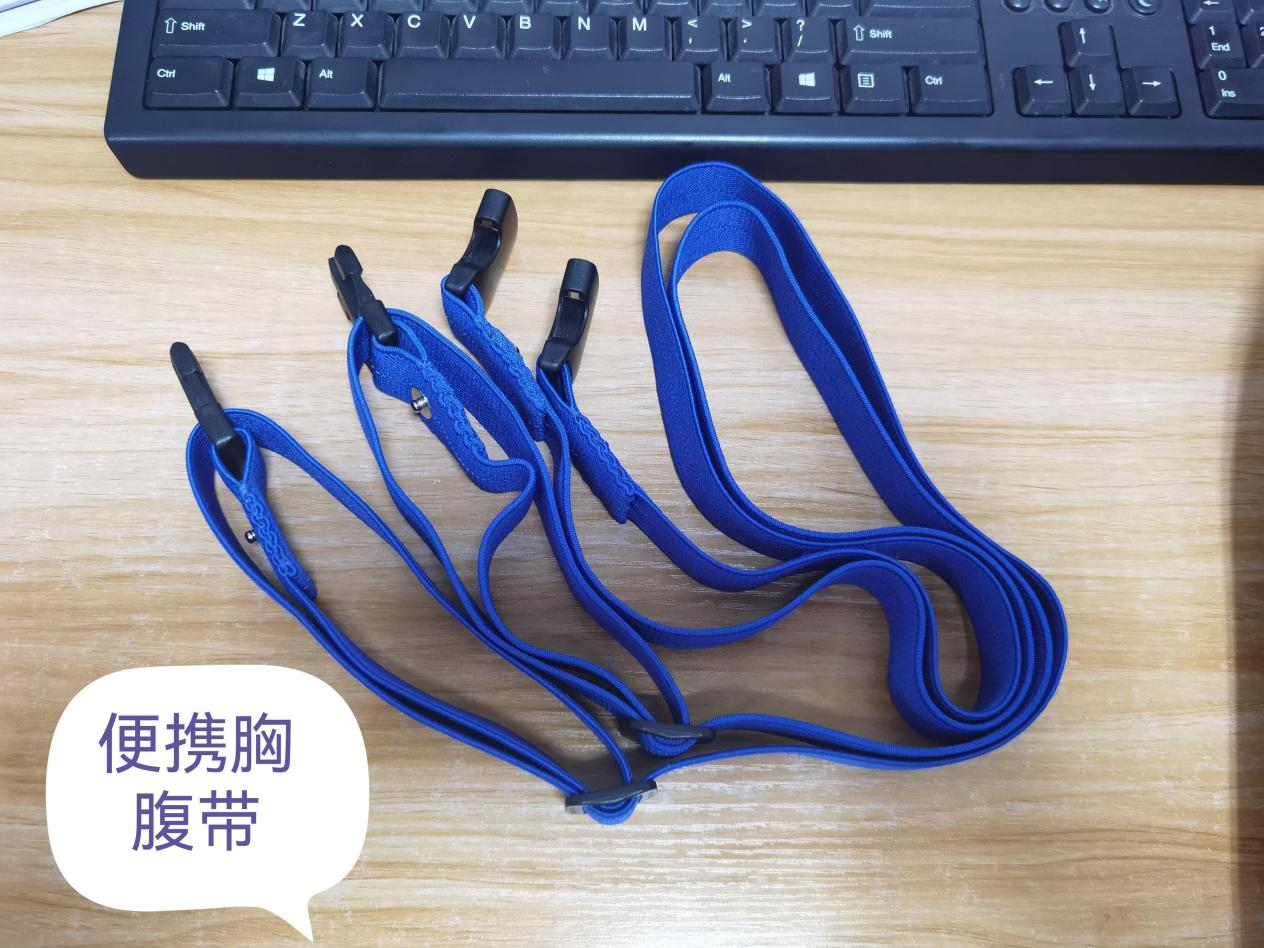 ⇧ Shift
Z
X
C
V
B
N
M
<
,
>
.
?
/
⇧ Shift
1
End
Ctrl
Alt
Alt
Ctrl
0
Ins
便携胸
腹带